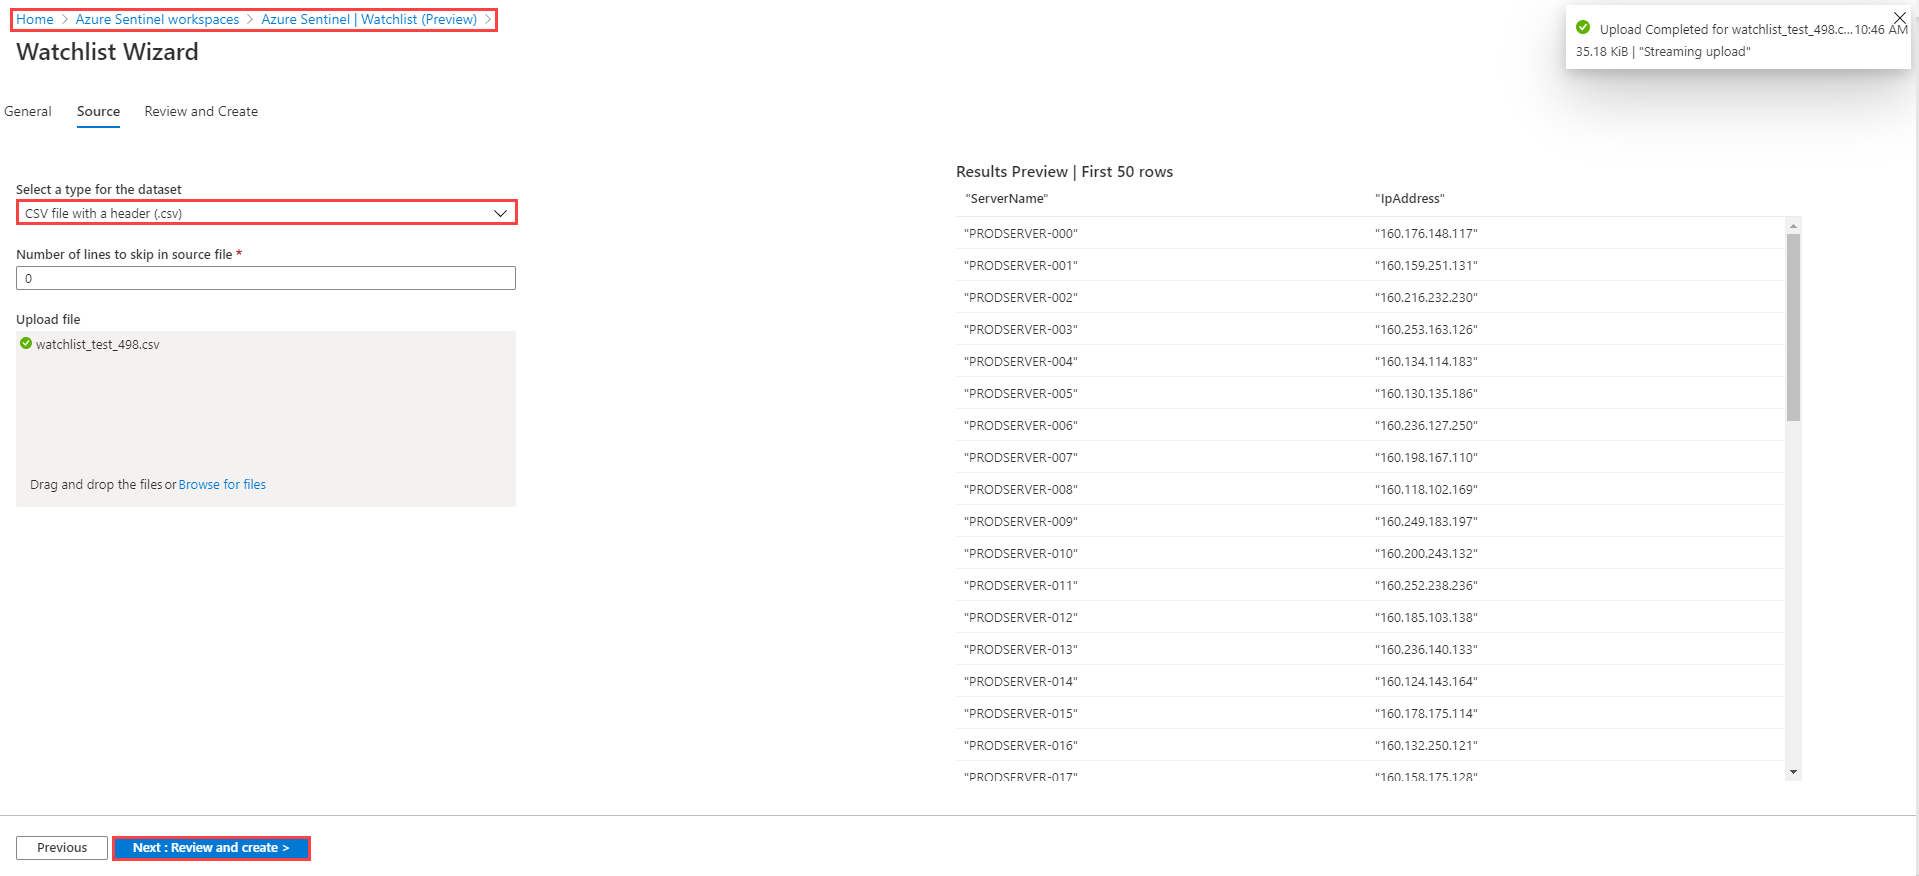 Home > Azure Sentinel workspaces > Azure Sentinel | Watchlist (Preview) >
Watchlist Wizard
Upload Completed for watchlist_test_498.c... 10:46 AM
35.18 KiB | "Streaming upload"
General Source Review and Create
Select a type for the dataset
CSV file with a header (.csv)
Number of lines to skip in source file *
0
Upload file
watchlist_test_498.csv
Drag and drop the files or Browse for files
Results Preview | First 50 rows
"ServerName" "IpAddress"
"PRODSERVER-000" "160.176.148.117"
"PRODSERVER-001" "160.159.251.131"
"PRODSERVER-002" "160.216.232.230"
"PRODSERVER-003" "160.253.163.126"
"PRODSERVER-004" "160.134.114.183"
"PRODSERVER-005" "160.130.135.186"
"PRODSERVER-006" "160.236.127.250"
"PRODSERVER-007" "160.198.167.110"
"PRODSERVER-008" "160.118.102.169"
"PRODSERVER-009" "160.249.183.197"
"PRODSERVER-010" "160.200.243.132"
"PRODSERVER-011" "160.252.238.236"
"PRODSERVER-012" "160.185.103.138"
"PRODSERVER-013" "160.236.140.133"
"PRODSERVER-014" "160.124.143.164"
"PRODSERVER-015" "160.178.175.114"
"PRODSERVER-016" "160.132.250.121"
"PRODSERVER-017" "160.158.175.128"
Previous
Next : Review and create >